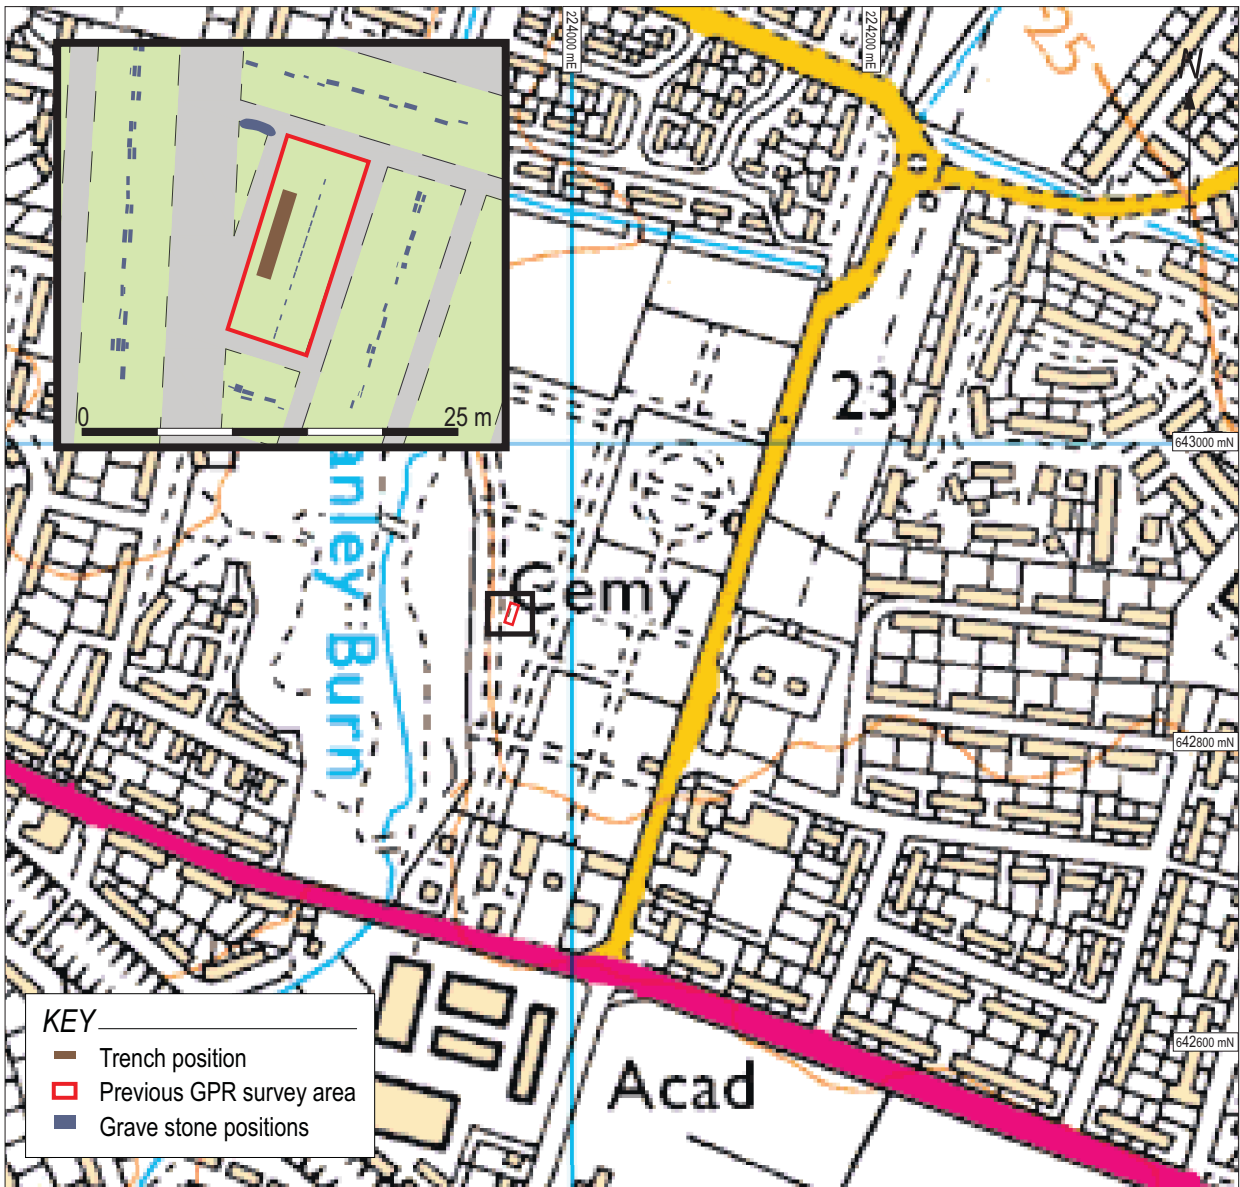 224000 mE
224200 mE
25
N
0
25 m
23
643000 mN
anley Burn
Cemy
642800 mN
KEY
Trench position
Previous GPR survey area
Grave stone positions
642600 mN
Acad